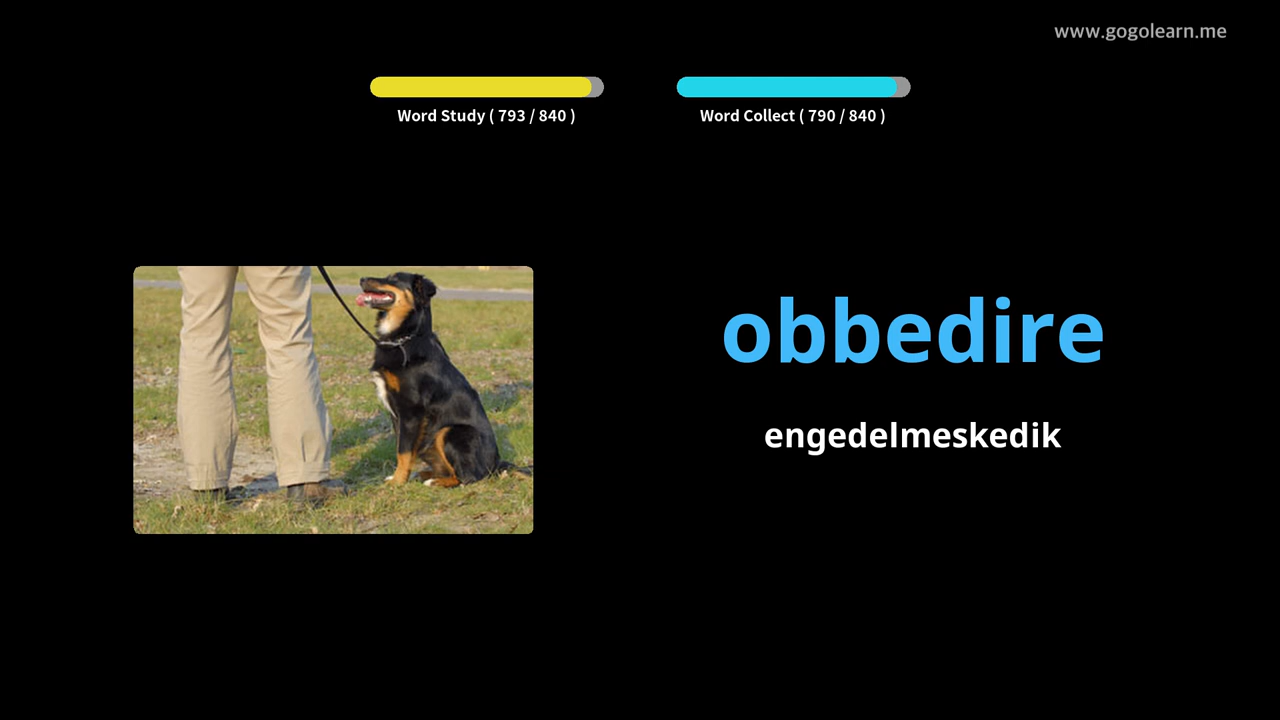 www.gogolearn.me
Word Study ( 793 / 840 )
Word Collect ( 790 / 840 )
obbedire
engedelmeskedik